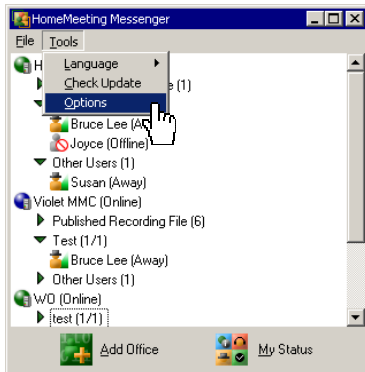 HomeMeeting Messenger
File Tools
H
Language
Check Update
e (1)
Options
Bruce Lee (A
Joyce (Offline)
Other Users (1)
Susan (Away)
Violet MMC (Online)
Published Recording File (6)
Test (1/1)
Bruce Lee (Away)
Other Users (1)
WO (Online)
test (1/1)
Add Office My Status